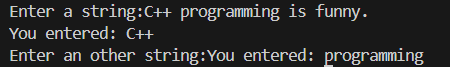 Enter a string:C++ programming is funny.
You entered: C++
Enter an other string:You entered: programming